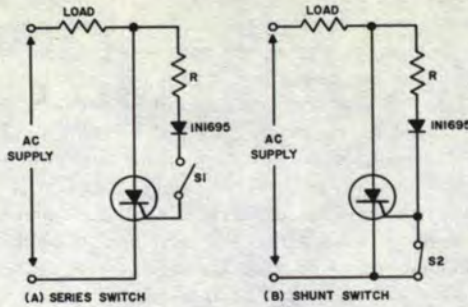 LOAD
R
IN1695
AC
SUPPLY
S1
(A) SERIES SWITCH
LOAD
R
IN1695
AC
SUPPLY
S2
(B) SHUNT SWITCH